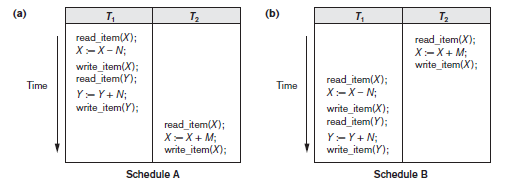 (a)
T₁ T₂
Time
read_item(X);
X := X – N;
write_item(X);
read_item(Y);
Y := Y + N;
write_item(Y);
read_item(X);
X := X + M;
write_item(X);
Schedule A
(b)
T₁ T₂
Time
read_item(X);
X := X + M;
write_item(X);
read_item(X);
X := X – N;
write_item(X);
read_item(Y);
Y := Y + N;
write_item(Y);
Schedule B